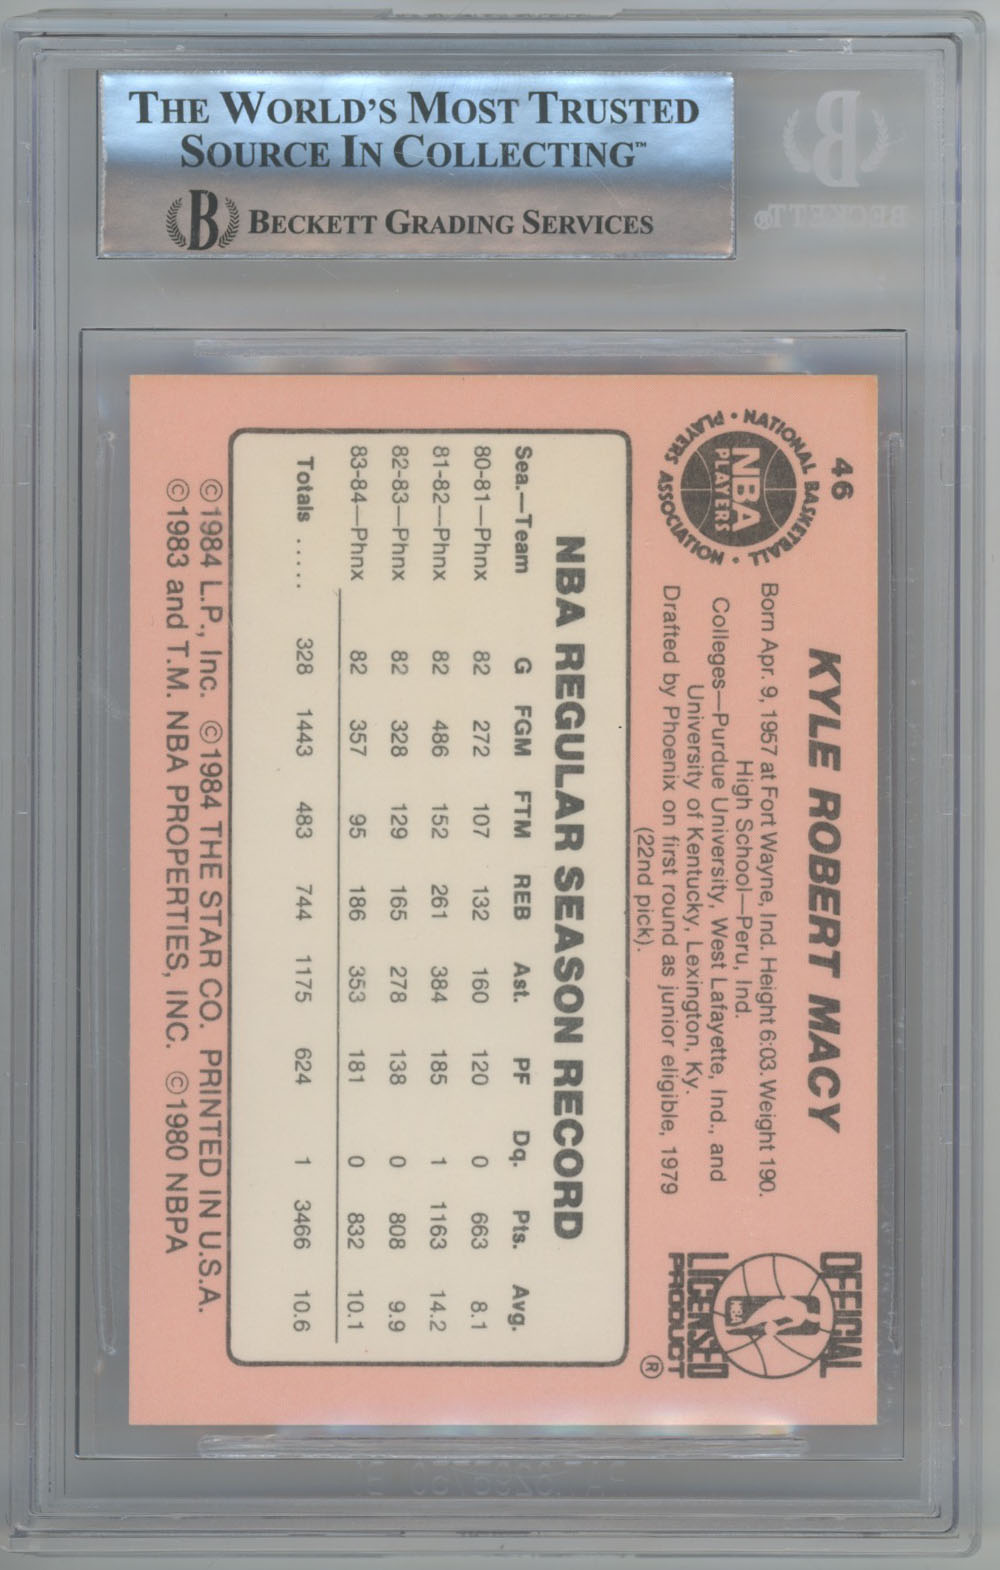 THE WORLD'S MOST TRUSTED
SOURCE IN COLLECTING™
B BECKETT GRADING SERVICES
B
BECKETT®
46
KYLE ROBERT MACY
NATIONAL BASKETBALL PLAYERS ASSOCIATION
NBA
PLAYERS
Born Apr. 9, 1957 at Fort Wayne, Ind. Height 6:03. Weight 190.
High School—Peru, Ind.
Colleges—Purdue University, West Lafayette, Ind., and
University of Kentucky, Lexington, Ky.
Drafted by Phoenix on first round as junior eligible, 1979
(22nd pick).
OFFICIAL
NBA
LICENSED
PRODUCT
®
NBA REGULAR SEASON RECORD
Sea.—Team G FGM FTM REB Ast. PF Dq. Pts. Avg.
80-81—Phnx 82 272 107 132 160 120 0 663 8.1
81-82—Phnx 82 486 152 261 384 185 1 1163 14.2
82-83—Phnx 82 328 129 165 278 138 0 808 9.9
83-84—Phnx 82 357 95 186 353 181 0 832 10.1
Totals ..... 328 1443 483 744 1175 624 1 3466 10.6
©1984 L.P., Inc. ©1984 THE STAR CO. PRINTED IN U.S.A.
©1983 and T.M. NBA PROPERTIES, INC. ©1980 NBPA